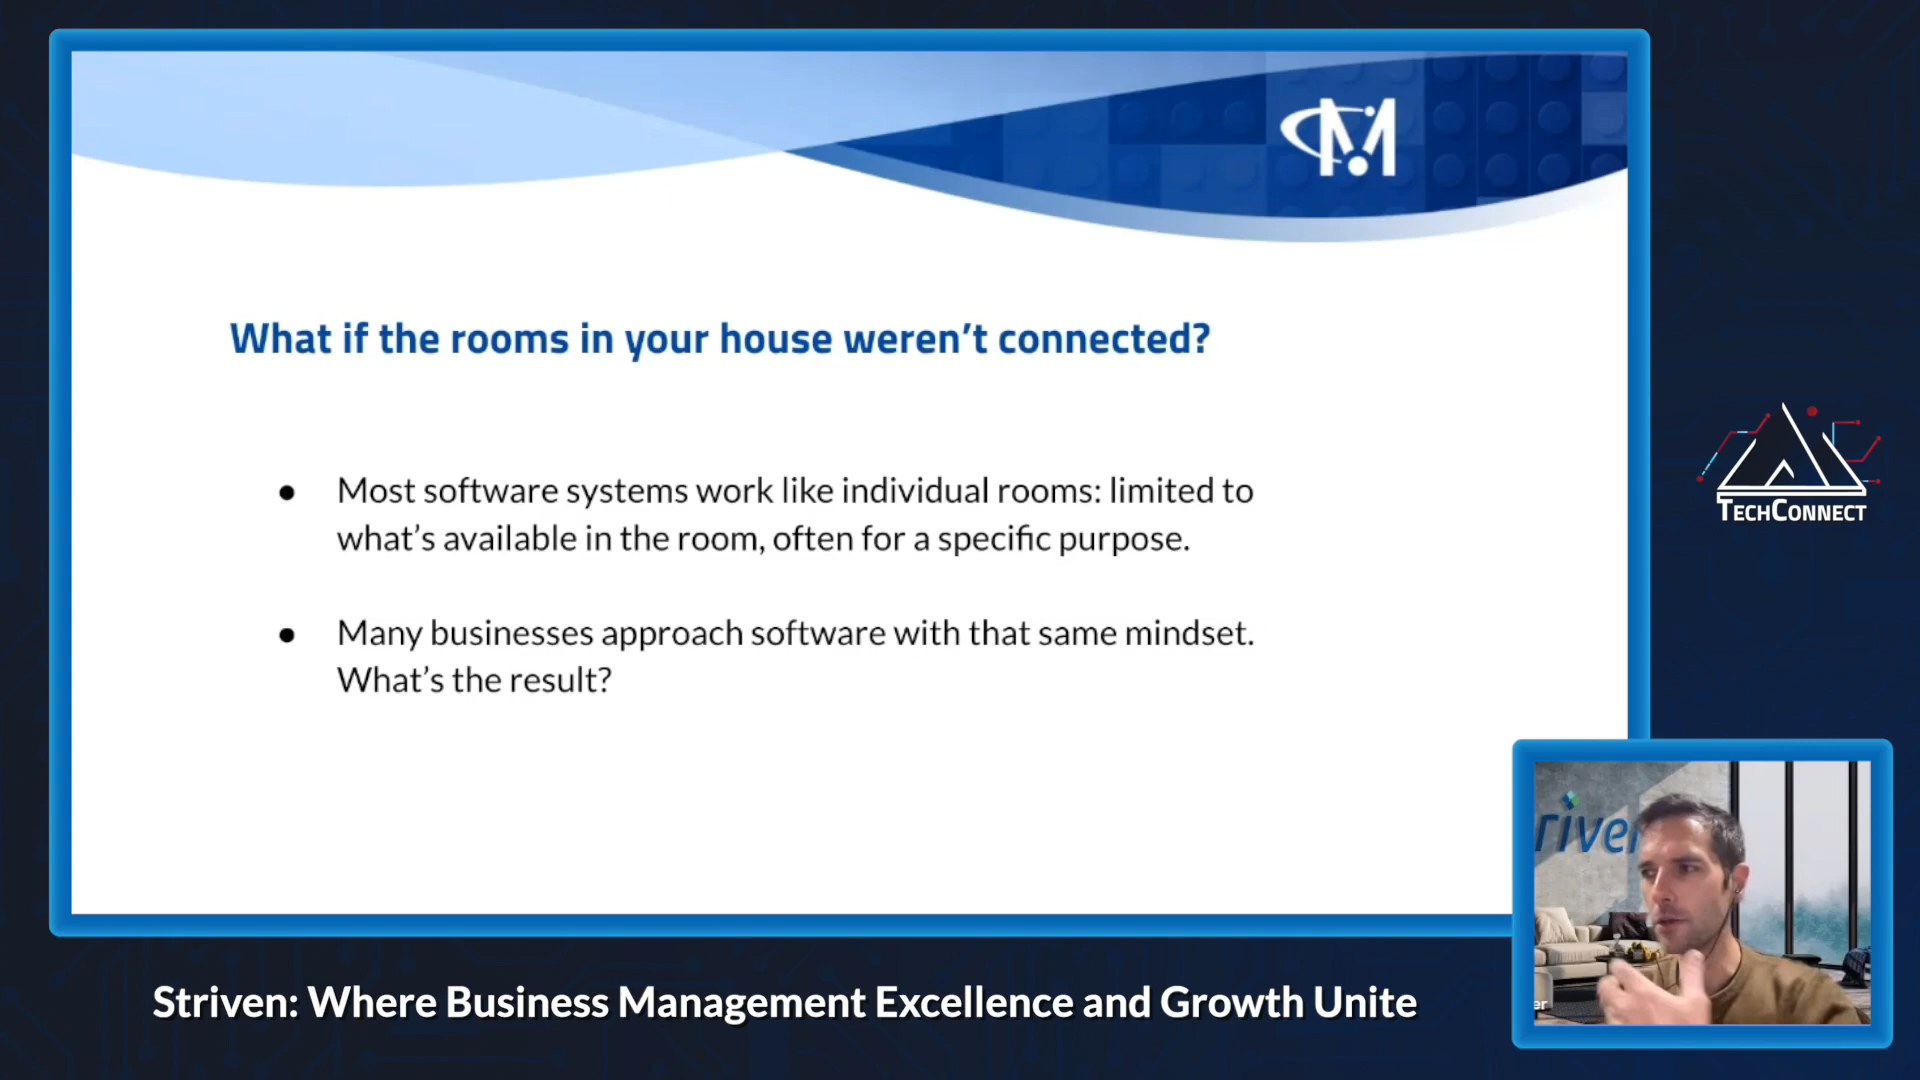 What if the rooms in your house weren't connected?
● Most software systems work like individual rooms: limited to
what's available in the room, often for a specific purpose.
● Many businesses approach software with that same mindset.
What's the result?
TECHCONNECT
rive
er
Striven: Where Business Management Excellence and Growth Unite